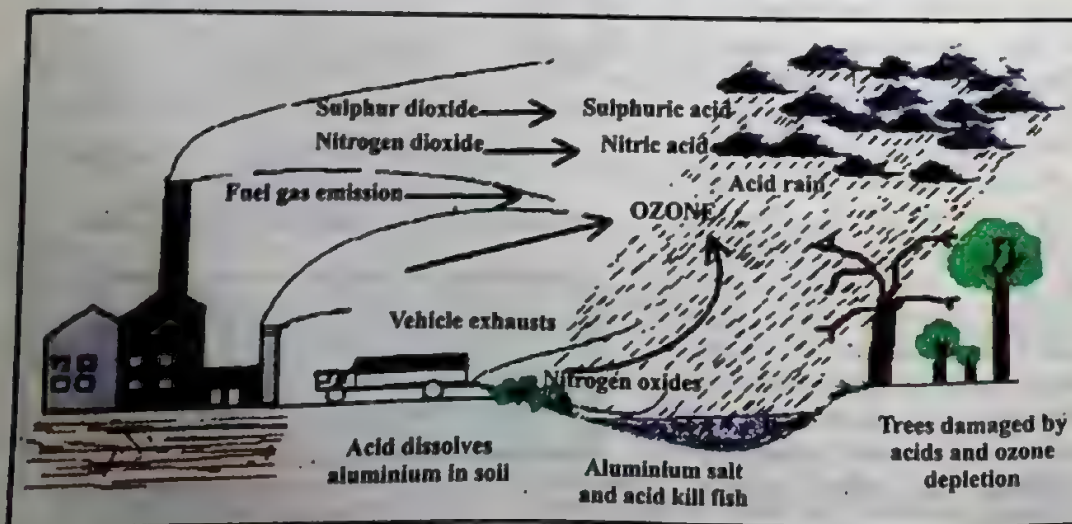 Sulphur dioxide
Sulphuric acid
Nitrogen dioxide
Nitric acid
Fuel gas emission
Acid rain
OZONE
Vehicle exhausts
Nitrogen oxides
Acid dissolves
aluminium in soil
Aluminium salt
and acid kill fish
Trees damaged by
acids and ozone
depletion